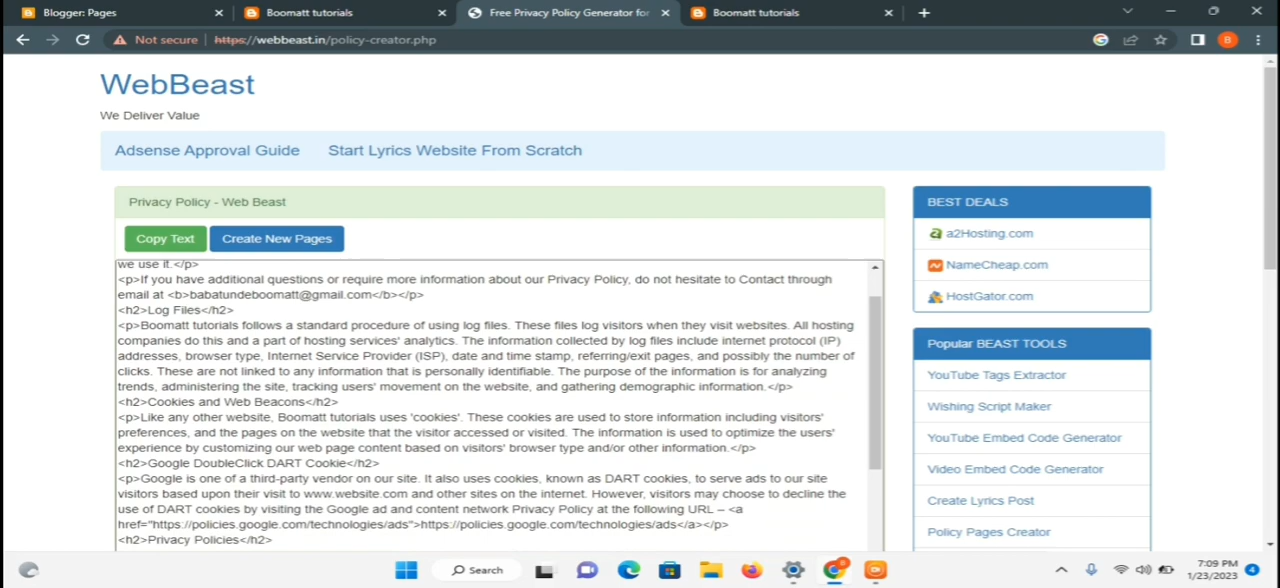 Blogger: Pages
Boomatt tutorials
Free Privacy Policy Generator for
Boomatt tutorials
Not secure
https://webbeast.in/policy-creator.php
B
WebBeast
We Deliver Value
Adsense Approval Guide
Start Lyrics Website From Scratch
Privacy Policy - Web Beast
Copy Text
Create New Pages
we use it.</p>
<p>If you have additional questions or require more information about our Privacy Policy, do not hesitate to Contact through
email at <b>babatundeboomatt@gmail.com</b></p>
<h2>Log Files</h2>
<p>Boomatt tutorials follows a standard procedure of using log files. These files log visitors when they visit websites. All hosting
companies do this and a part of hosting services' analytics. The information collected by log files include internet protocol (IP)
addresses, browser type, Internet Service Provider (ISP), date and time stamp, referring/exit pages, and possibly the number of
clicks. These are not linked to any information that is personally identifiable. The purpose of the information is for analyzing
trends, administering the site, tracking users' movement on the website, and gathering demographic information.</p>
<h2>Cookies and Web Beacons</h2>
<p>Like any other website, Boomatt tutorials uses 'cookies'. These cookies are used to store information including visitors'
preferences, and the pages on the website that the visitor accessed or visited. The information is used to optimize the users'
experience by customizing our web page content based on visitors' browser type and/or other information.</p>
<h2>Google DoubleClick DART Cookie</h2>
<p>Google is one of a third-party vendor on our site. It also uses cookies, known as DART cookies, to serve ads to our site
visitors based upon their visit to www.website.com and other sites on the internet. However, visitors may choose to decline the
use of DART cookies by visiting the Google ad and content network Privacy Policy at the following URL – <a
href="https://policies.google.com/technologies/ads">https://policies.google.com/technologies/ads</a></p>
<h2>Privacy Policies</h2>
BEST DEALS
a2Hosting.com
NameCheap.com
HostGator.com
Popular BEAST TOOLS
YouTube Tags Extractor
Wishing Script Maker
YouTube Embed Code Generator
Video Embed Code Generator
Create Lyrics Post
Policy Pages Creator
Search
7:09 PM
1/23/2023
4